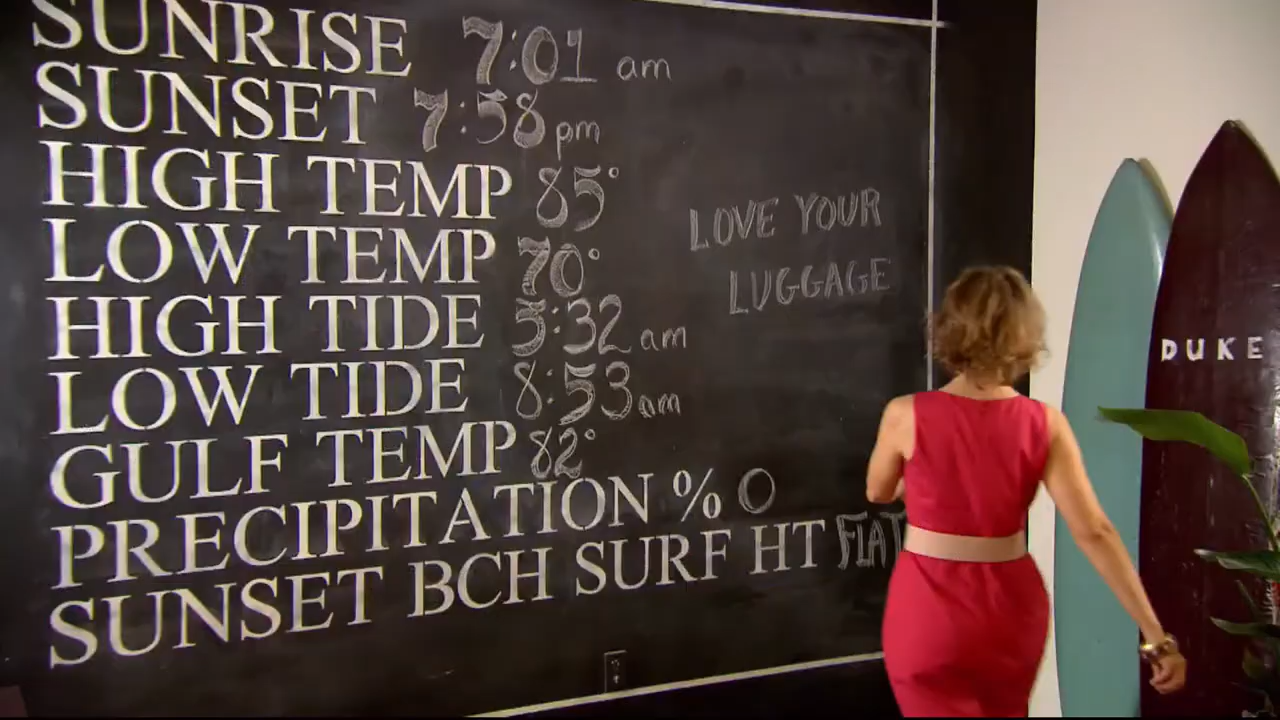 SUNRISE 7:01 am
SUNSET 7:58 pm
HIGH TEMP 85°
LOW TEMP 70°
HIGH TIDE 5:32 am
LOW TIDE 8:53 am
GULF TEMP 82°
PRECIPITATION % 0
SUNSET BCH SURF HT FLAT
LOVE YOUR
LUGGAGE
DUKE